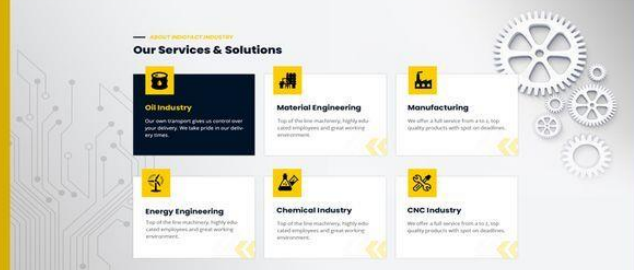 ABOUT INDSTACT INDUSTRY
Our Services & Solutions
Oil Industry
Our own transport gives us control over
your delivery. We take pride in our deliv-
ery times.
Material Engineering
Top of the line machinery, highly edu
cated employees and great working
environment.
Manufacturing
We offer a full service from a to z, top
quality products with spot on deadlines.
Energy Engineering
Top of the line machinery, highly edu
cated employees and great working
environment.
Chemical Industry
Top of the line machinery, highly edu
cated employees and great working
environment.
CNC Industry
We offer a full service from a to z, top
quality products with spot on deadlines.